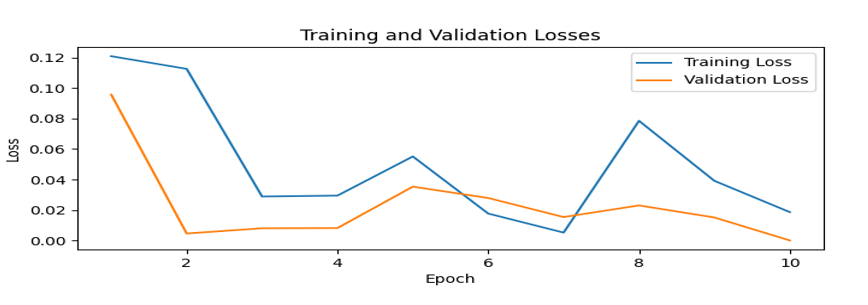 Training and Validation Losses
Training Loss
Validation Loss
0.12
0.10
0.08
0.06
0.04
0.02
0.00
Loss
2 4 6 8 10
Epoch